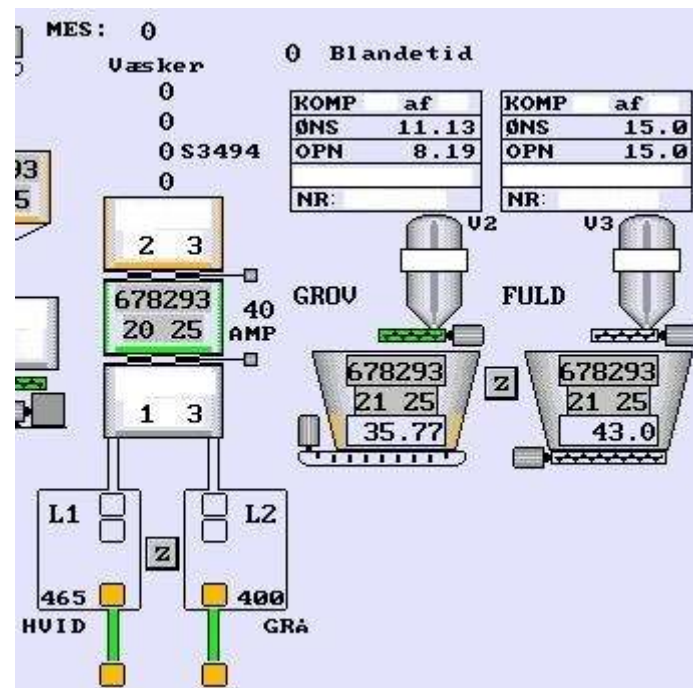 MES: 0
Væsker
0
0
0 S3494
0
0 Blandetid
KOMP af
ØNS 11.13
OPN 8.19
NR:
KOMP af
ØNS 15.0
OPN 15.0
NR:
V2
V3
93
5
2 3
678293
20 25
40
AMP
1 3
GROV
FULD
678293
21 25
35.77
Z
678293
21 25
43.0
L1
L2
Z
465
400
HVID
GRÅ